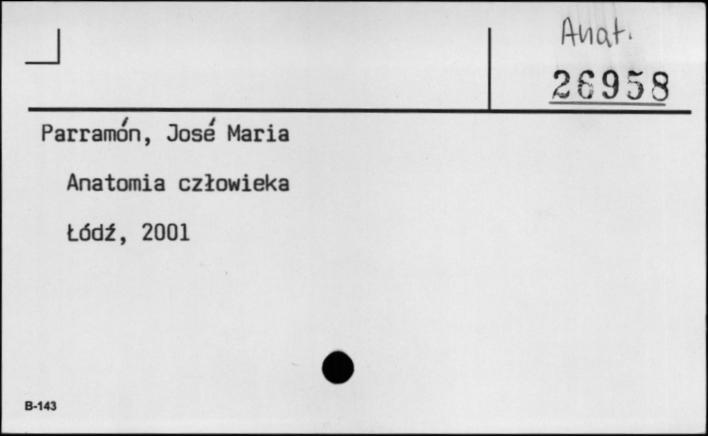 Anat.
26958
Parramón, José Maria
Anatomia człowieka
Łódź, 2001
B-143